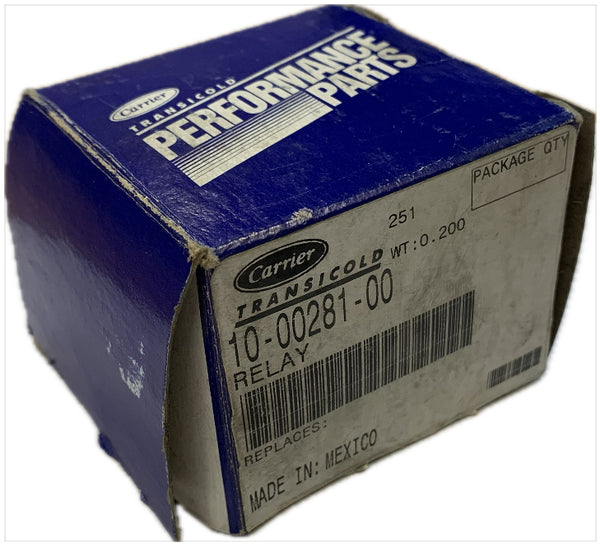 Carrier
TRANSICOLD
PERFORMANCE
PARTS
251
PACKAGE QTY
Carrier
TRANSICOLD
WT:0.200
10-00281-00
RELAY
REPLACES:
MADE IN: MEXICO